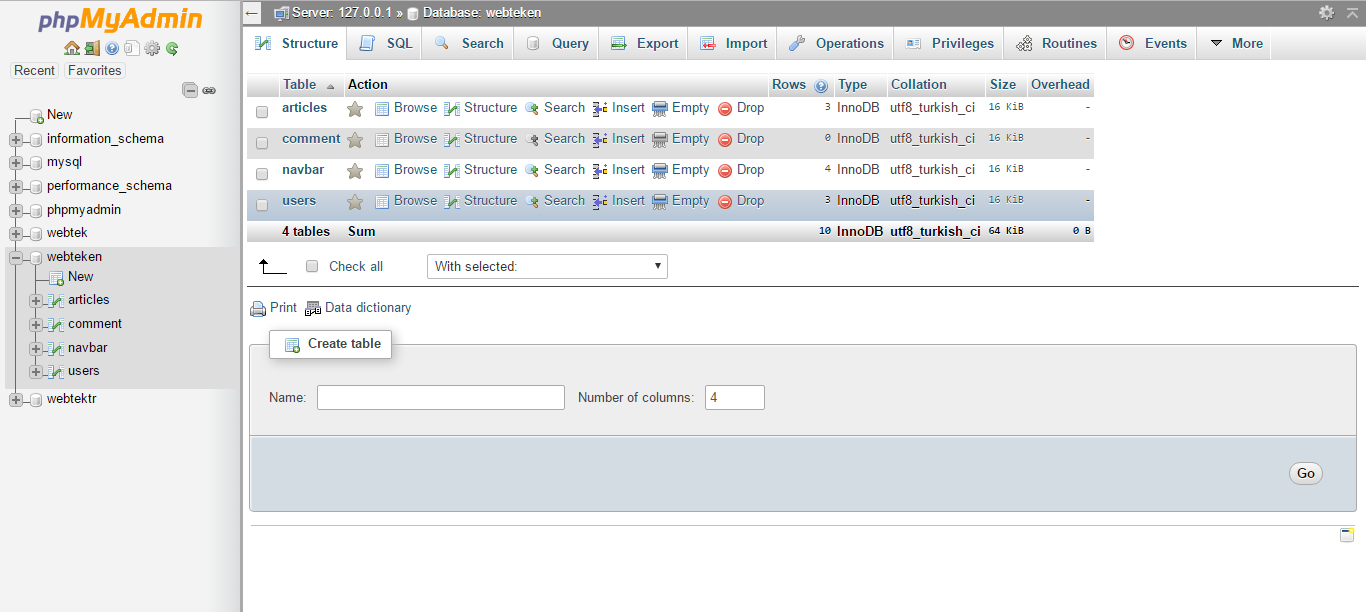 phpMyAdmin
Recent Favorites
New
information_schema
mysql
performance_schema
phpmyadmin
webtek
webteken
New
articles
comment
navbar
users
webtektr
Server: 127.0.0.1 » Database: webteken
Structure SQL Search Query Export Import Operations Privileges Routines Events More
Table Action Rows Type Collation Size Overhead
articles Browse Structure Search Insert Empty Drop 3 InnoDB utf8_turkish_ci 16 KiB -
comment Browse Structure Search Insert Empty Drop 0 InnoDB utf8_turkish_ci 16 KiB -
navbar Browse Structure Search Insert Empty Drop 4 InnoDB utf8_turkish_ci 16 KiB -
users Browse Structure Search Insert Empty Drop 3 InnoDB utf8_turkish_ci 16 KiB -
4 tables Sum 10 InnoDB utf8_turkish_ci 64 KiB 0 B
Check all With selected:
Print Data dictionary
Create table
Name: Number of columns: 4
Go